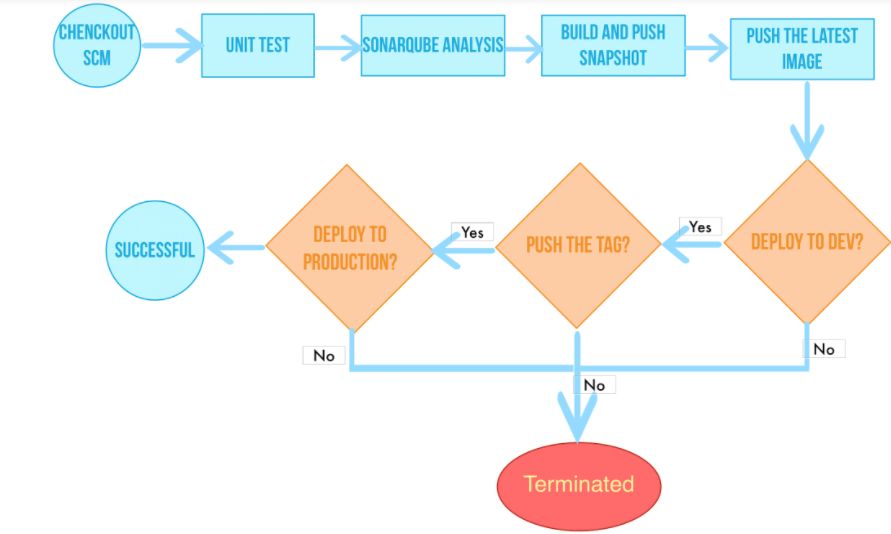 CHENCKOUT
SCM
UNIT TEST
SONARQUBE ANALYSIS
BUILD AND PUSH
SNAPSHOT
PUSH THE LATEST
IMAGE
SUCCESSFUL
DEPLOY TO
PRODUCTION?
Yes
PUSH THE TAG?
Yes
DEPLOY TO DEV?
No
No
No
Terminated